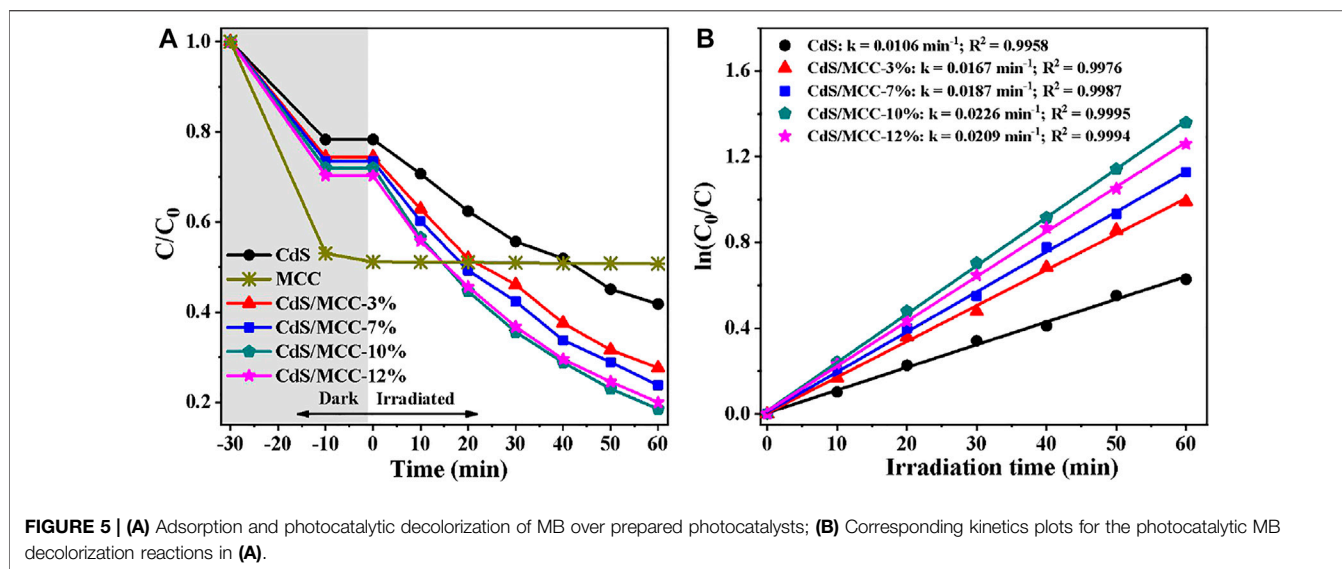 A
1.0
0.8
0.6
0.4
0.2
C/C₀
CdS
MCC
CdS/MCC-3%
CdS/MCC-7%
CdS/MCC-10%
CdS/MCC-12%
Dark Irradiated
-30 -20 -10 0 10 20 30 40 50 60
Time (min)
B
1.6
1.2
0.8
0.4
0.0
ln(C₀/C)
CdS: k = 0.0106 min⁻¹; R² = 0.9958
CdS/MCC-3%: k = 0.0167 min⁻¹; R² = 0.9976
CdS/MCC-7%: k = 0.0187 min⁻¹; R² = 0.9987
CdS/MCC-10%: k = 0.0226 min⁻¹; R² = 0.9995
CdS/MCC-12%: k = 0.0209 min⁻¹; R² = 0.9994
0 10 20 30 40 50 60
Irradiation time (min)
FIGURE 5 | (A) Adsorption and photocatalytic decolorization of MB over prepared photocatalysts; (B) Corresponding kinetics plots for the photocatalytic MB
decolorization reactions in (A).